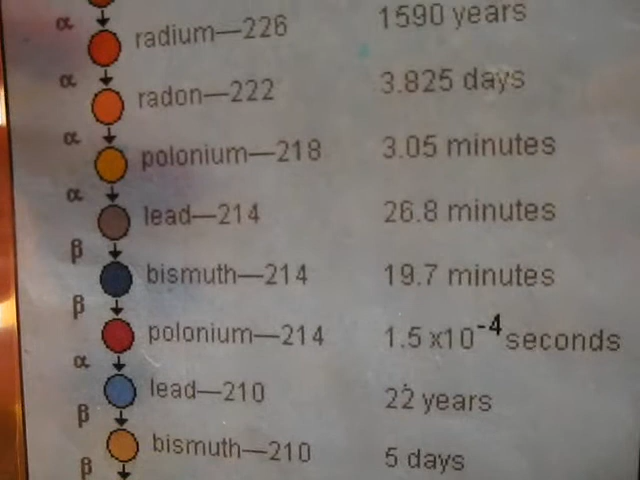 α
radium—226 1590 years
α
radon—222 3.825 days
α
polonium—218 3.05 minutes
α
lead—214 26.8 minutes
β
bismuth—214 19.7 minutes
β
polonium—214 1.5 x10⁻⁴ seconds
α
lead—210 22 years
β
bismuth—210 5 days
β